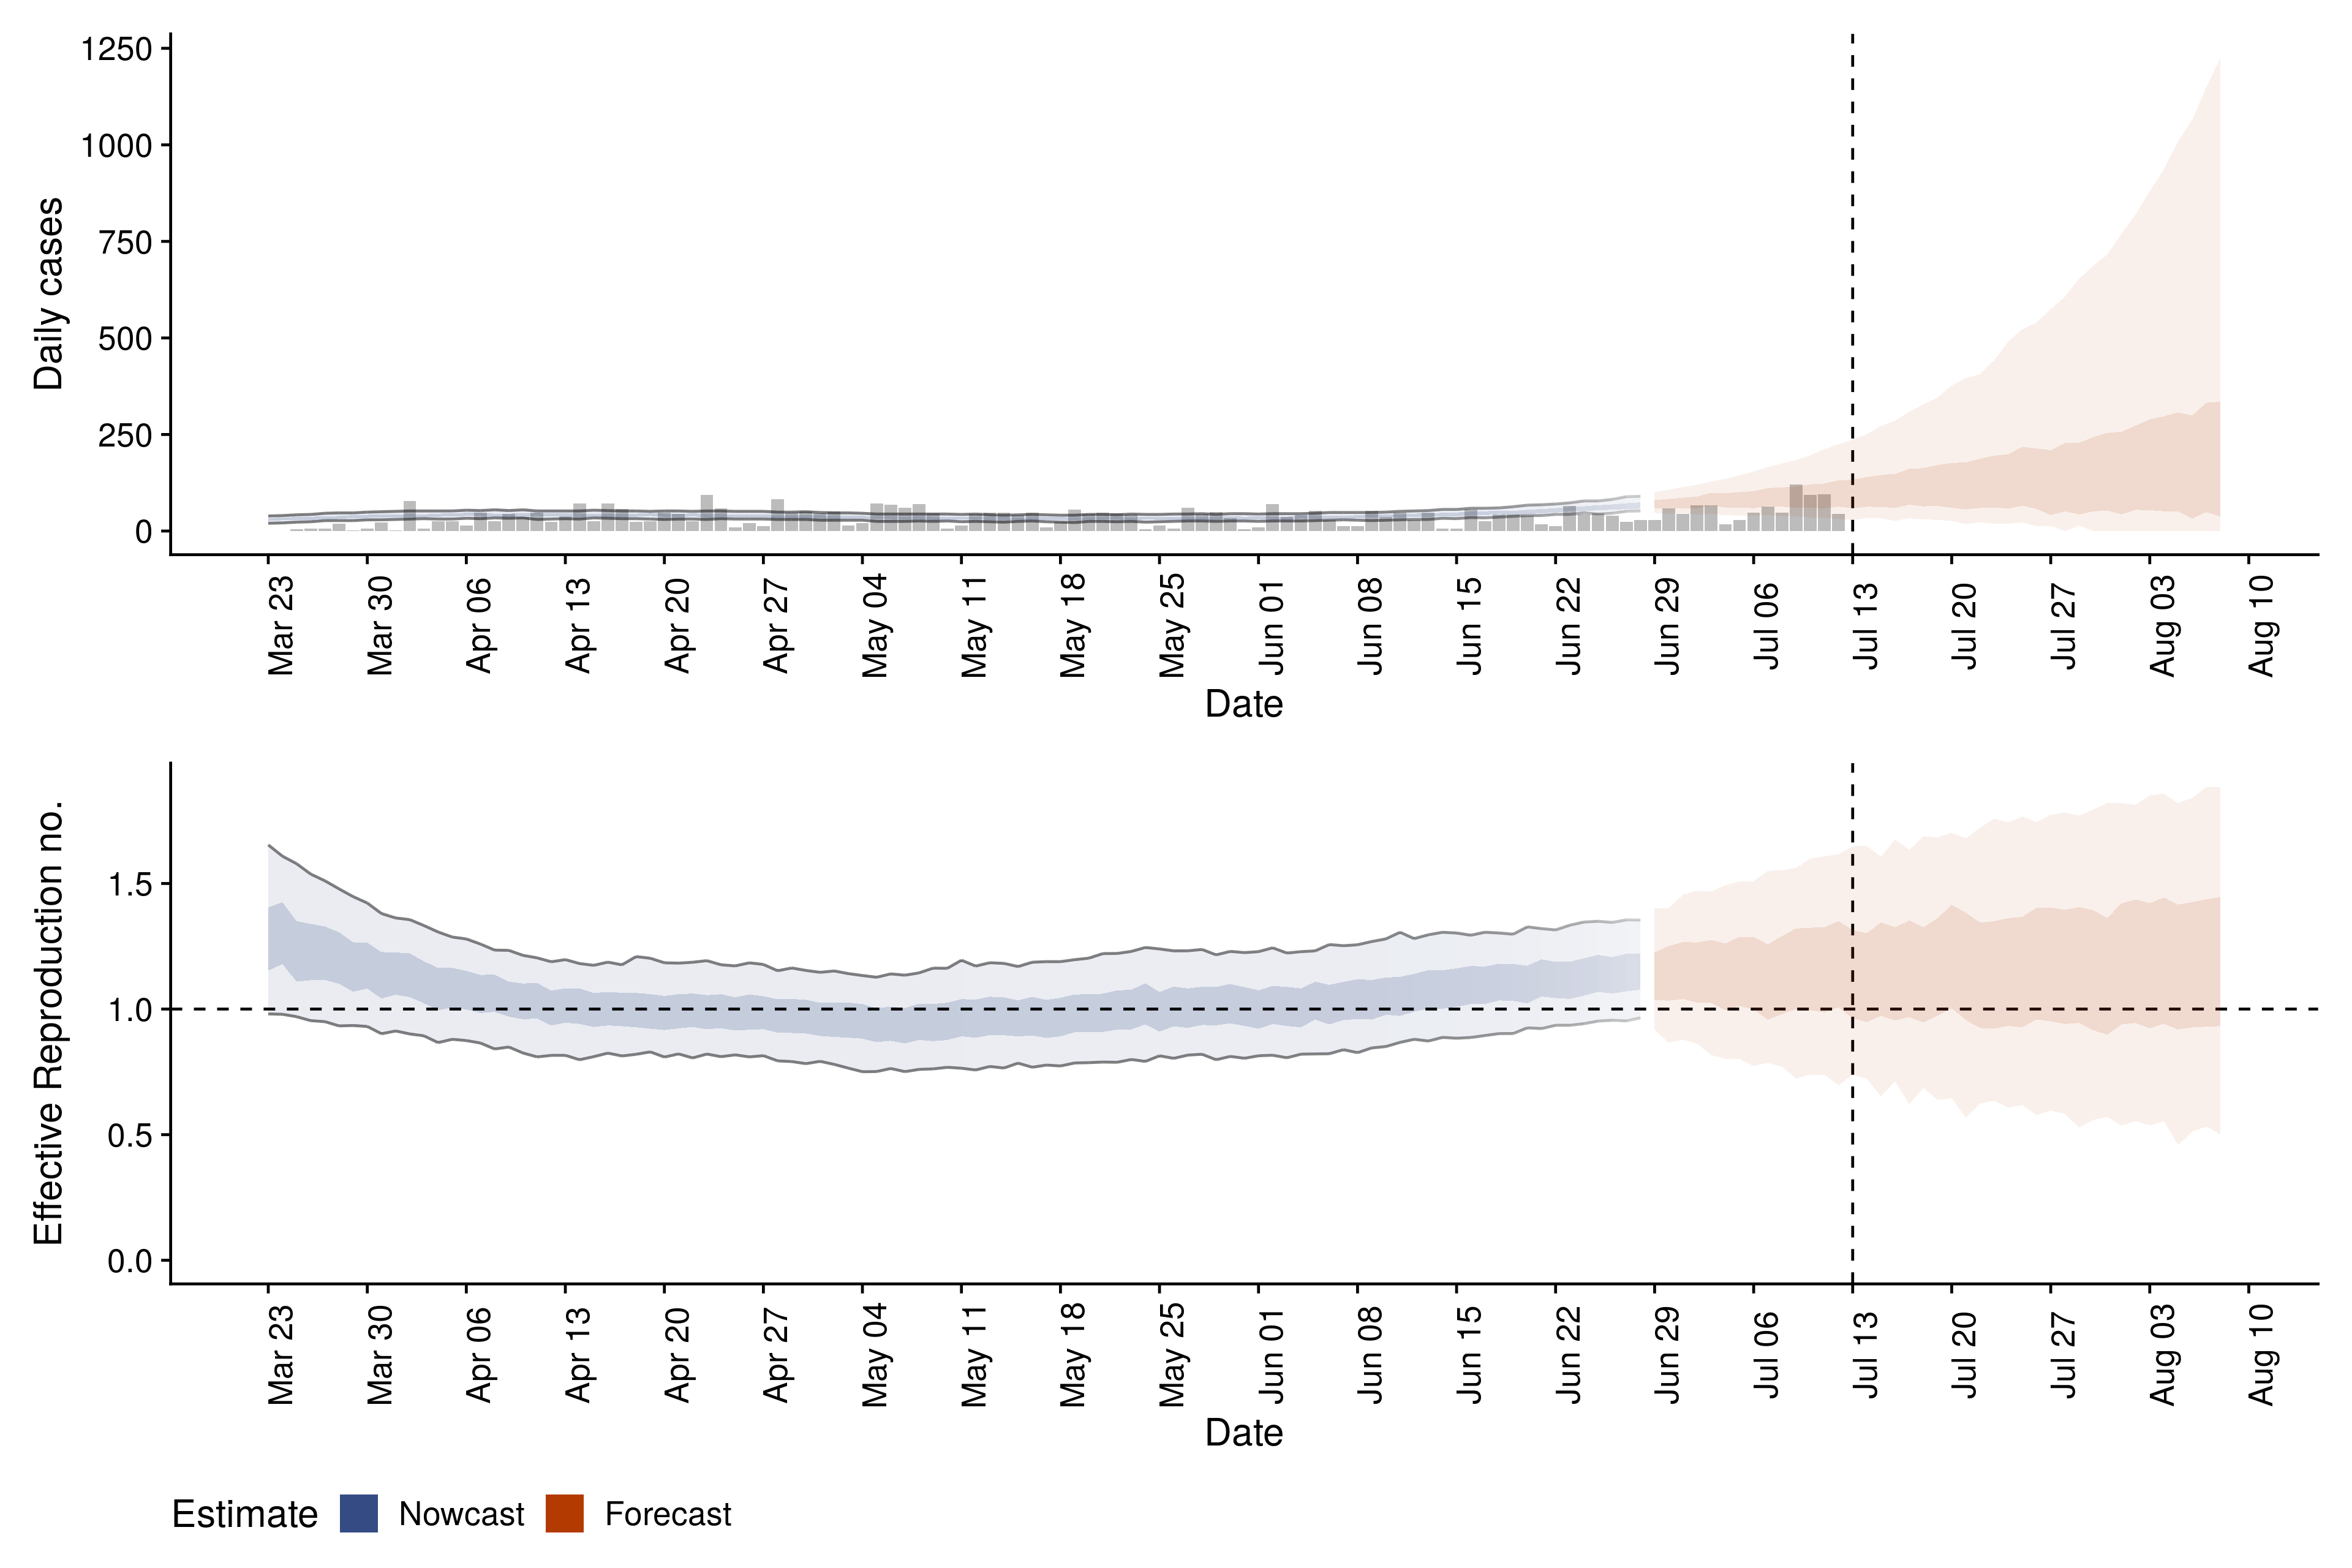 1250
1000
750
500
250
0
Daily cases
Mar 23
Mar 30
Apr 06
Apr 13
Apr 20
Apr 27
May 04
May 11
May 18
May 25
Jun 01
Jun 08
Jun 15
Jun 22
Jun 29
Jul 06
Jul 13
Jul 20
Jul 27
Aug 03
Aug 10
Date
1.5
1.0
0.5
0.0
Effective Reproduction no.
Mar 23
Mar 30
Apr 06
Apr 13
Apr 20
Apr 27
May 04
May 11
May 18
May 25
Jun 01
Jun 08
Jun 15
Jun 22
Jun 29
Jul 06
Jul 13
Jul 20
Jul 27
Aug 03
Aug 10
Date
Estimate Nowcast Forecast